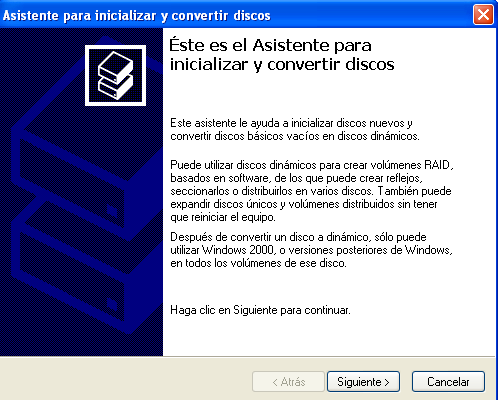 Asistente para inicializar y convertir discos
Éste es el Asistente para
inicializar y convertir discos
Este asistente le ayuda a inicializar discos nuevos y
convertir discos básicos vacíos en discos dinámicos.
Puede utilizar discos dinámicos para crear volúmenes RAID,
basados en software, de los que puede crear reflejos,
seccionarlos o distribuirlos en varios discos. También puede
expandir discos únicos y volúmenes distribuidos sin tener
que reiniciar el equipo.
Después de convertir un disco a dinámico, sólo puede
utilizar Windows 2000, o versiones posteriores de Windows,
en todos los volúmenes de ese disco.
Haga clic en Siguiente para continuar.
< Atrás
Siguiente >
Cancelar